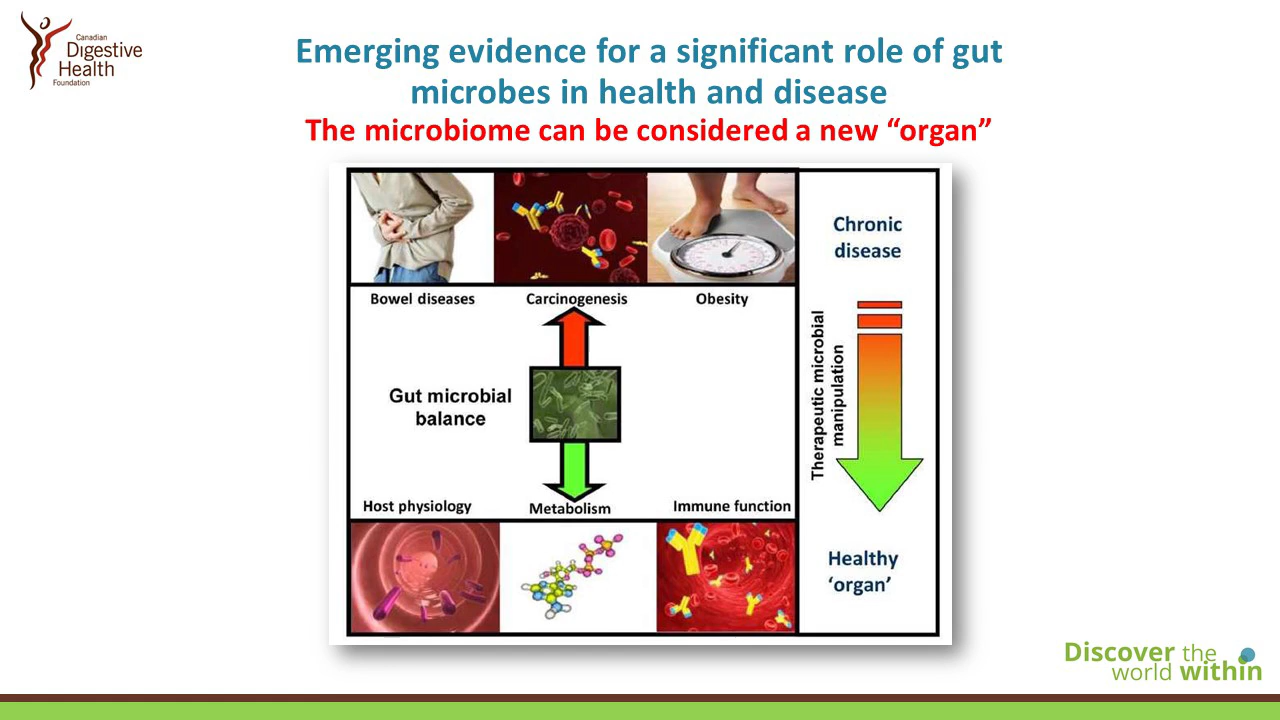 Canadian
Digestive
Health
Foundation
Emerging evidence for a significant role of gut
microbes in health and disease
The microbiome can be considered a new “organ”
Bowel diseases
Carcinogenesis
Obesity
Gut microbial
balance
Host physiology
Metabolism
Immune function
Chronic
disease
Therapeutic microbial
manipulation
Healthy
‘organ’
Discover the
world within